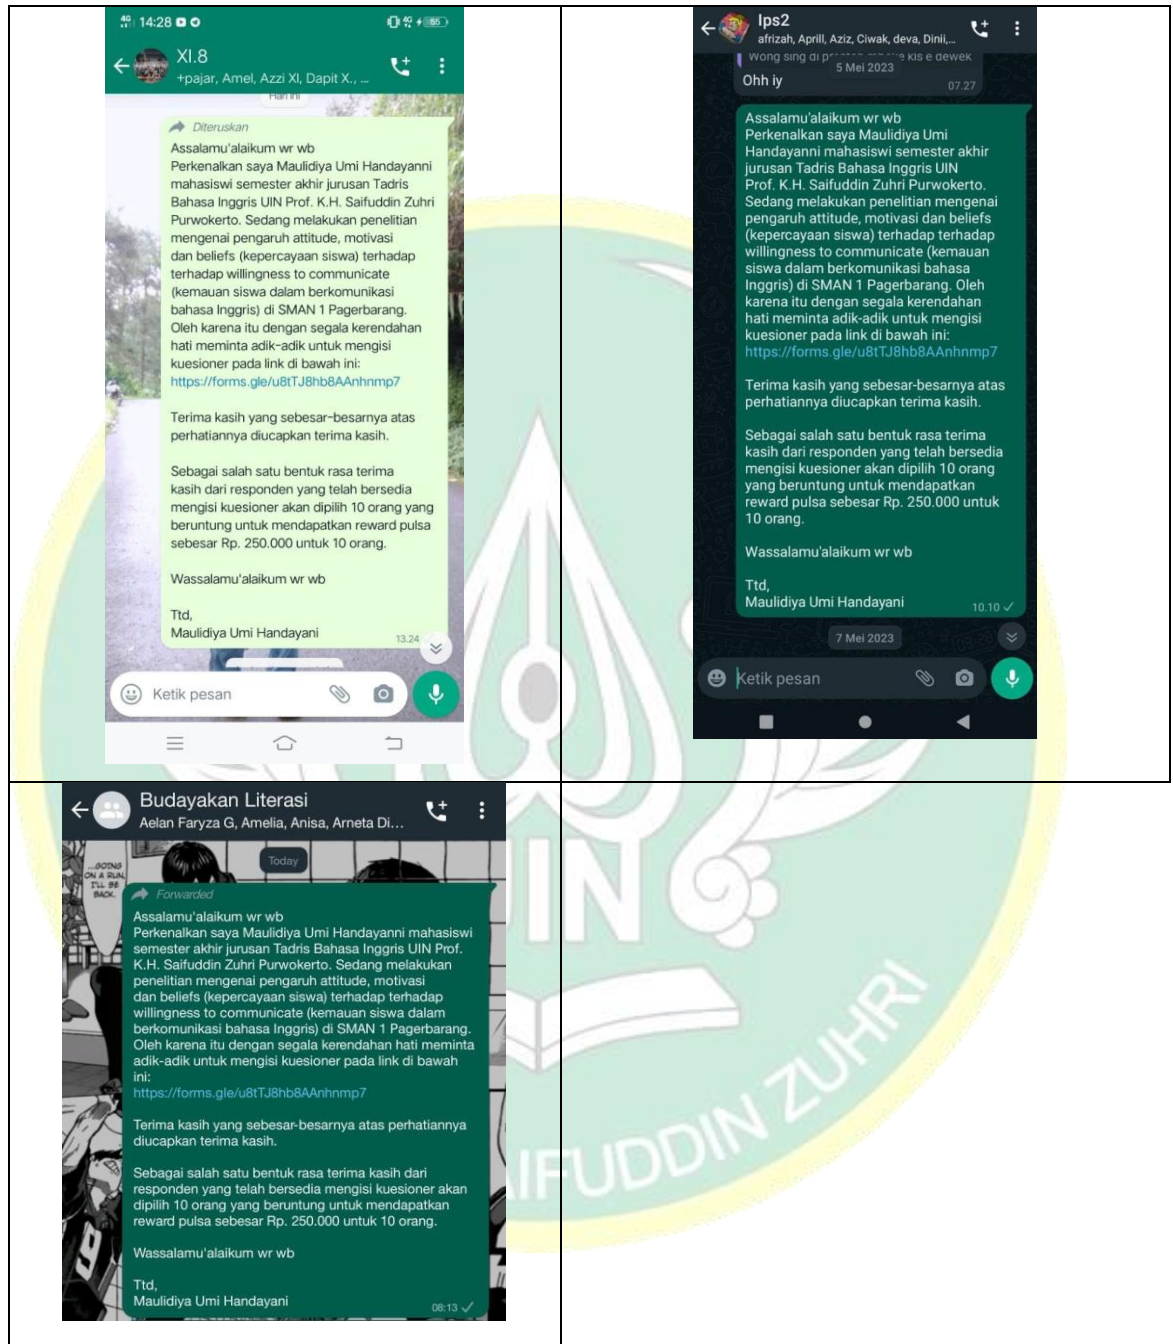 4G 14:28
4G 55
XI.8
+pajar, Amel, Azzi XI, Dapit X., ...
Hari ini
Diteruskan
Assalamu'alaikum wr wb
Perkenalkan saya Maulidiya Umi Handayanni
mahasiswi semester akhir jurusan Tadris
Bahasa Inggris UIN Prof. K.H. Saifuddin Zuhri
Purwokerto. Sedang melakukan penelitian
mengenai pengaruh attitude, motivasi
dan beliefs (kepercayaan siswa) terhadap
terhadap willingness to communicate
(kemauan siswa dalam berkomunikasi
bahasa Inggris) di SMAN 1 Pagerbarang.
Oleh karena itu dengan segala kerendahan
hati meminta adik-adik untuk mengisi
kuesioner pada link di bawah ini:
https://forms.gle/u8tTJ8hb8AAnhnmp7
Terima kasih yang sebesar-besarnya atas
perhatiannya diucapkan terima kasih.
Sebagai salah satu bentuk rasa terima
kasih dari responden yang telah bersedia
mengisi kuesioner akan dipilih 10 orang yang
beruntung untuk mendapatkan reward pulsa
sebesar Rp. 250.000 untuk 10 orang.
Wassalamu'alaikum wr wb
Ttd,
Maulidiya Umi Handayani
13.24
Ketik pesan
Ips2
afrizah, Aprill, Aziz, Ciwak, deva, Dinii,...
Wong sing di kls e dewek
5 Mei 2023
Ohh iy
07.27
Assalamu'alaikum wr wb
Perkenalkan saya Maulidiya Umi
Handayanni mahasiswi semester akhir
jurusan Tadris Bahasa Inggris UIN
Prof. K.H. Saifuddin Zuhri Purwokerto.
Sedang melakukan penelitian mengenai
pengaruh attitude, motivasi dan beliefs
(kepercayaan siswa) terhadap terhadap
willingness to communicate (kemauan
siswa dalam berkomunikasi bahasa
Inggris) di SMAN 1 Pagerbarang. Oleh
karena itu dengan segala kerendahan
hati meminta adik-adik untuk mengisi
kuesioner pada link di bawah ini:
https://forms.gle/u8tTJ8hb8AAnhnmp7
Terima kasih yang sebesar-besarnya atas
perhatiannya diucapkan terima kasih.
Sebagai salah satu bentuk rasa terima
kasih dari responden yang telah bersedia
mengisi kuesioner akan dipilih 10 orang
yang beruntung untuk mendapatkan
reward pulsa sebesar Rp. 250.000 untuk
10 orang.
Wassalamu'alaikum wr wb
Ttd,
Maulidiya Umi Handayani
10.10
7 Mei 2023
Ketik pesan
Budayakan Literasi
Aelan Faryza G, Amelia, Anisa, Arneta Di...
...GOING
ON A RUN,
I'LL BE
BACK.
Today
Forwarded
Assalamu'alaikum wr wb
Perkenalkan saya Maulidiya Umi Handayanni mahasiswi
semester akhir jurusan Tadris Bahasa Inggris UIN Prof.
K.H. Saifuddin Zuhri Purwokerto. Sedang melakukan
penelitian mengenai pengaruh attitude, motivasi
dan beliefs (kepercayaan siswa) terhadap terhadap
willingness to communicate (kemauan siswa dalam
berkomunikasi bahasa Inggris) di SMAN 1 Pagerbarang.
Oleh karena itu dengan segala kerendahan hati meminta
adik-adik untuk mengisi kuesioner pada link di bawah
ini:
https://forms.gle/u8tTJ8hb8AAnhnmp7
Terima kasih yang sebesar-besarnya atas perhatiannya
diucapkan terima kasih.
Sebagai salah satu bentuk rasa terima kasih dari
responden yang telah bersedia mengisi kuesioner akan
dipilih 10 orang yang beruntung untuk mendapatkan
reward pulsa sebesar Rp. 250.000 untuk 10 orang.
Wassalamu'alaikum wr wb
Ttd,
Maulidiya Umi Handayani
08:13
UIN
SAIFUDDIN ZUHRI